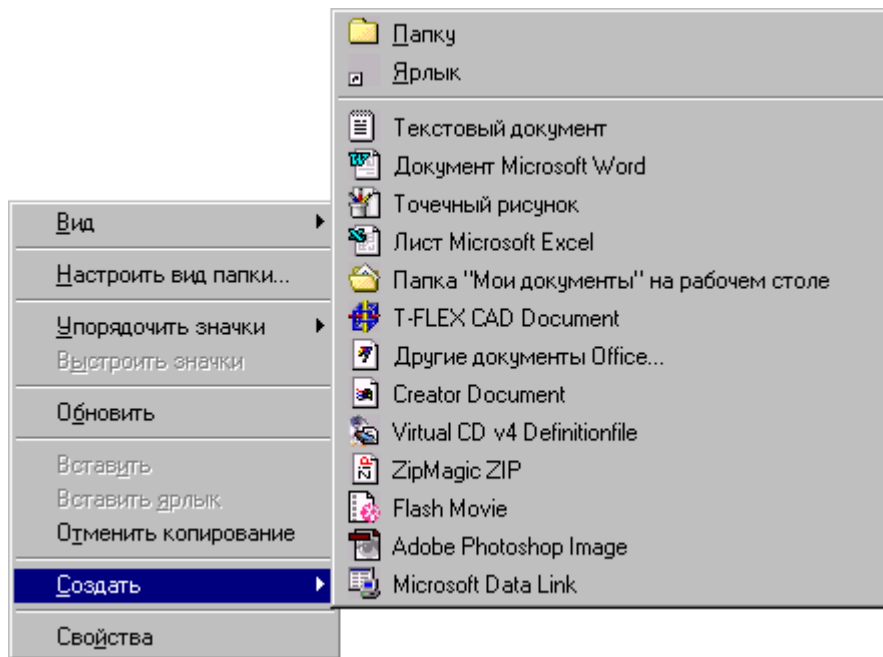 Вид
Настроить вид папки...
Упорядочить значки
Выстроить значки
Обновить
Вставить
Вставить ярлык
Отменить копирование
Создать
Свойства
Папку
Ярлык
Текстовый документ
Документ Microsoft Word
Точечный рисунок
Лист Microsoft Excel
Папка "Мои документы" на рабочем столе
T-FLEX CAD Document
Другие документы Office...
Creator Document
Virtual CD v4 Definitionfile
ZipMagic ZIP
Flash Movie
Adobe Photoshop Image
Microsoft Data Link